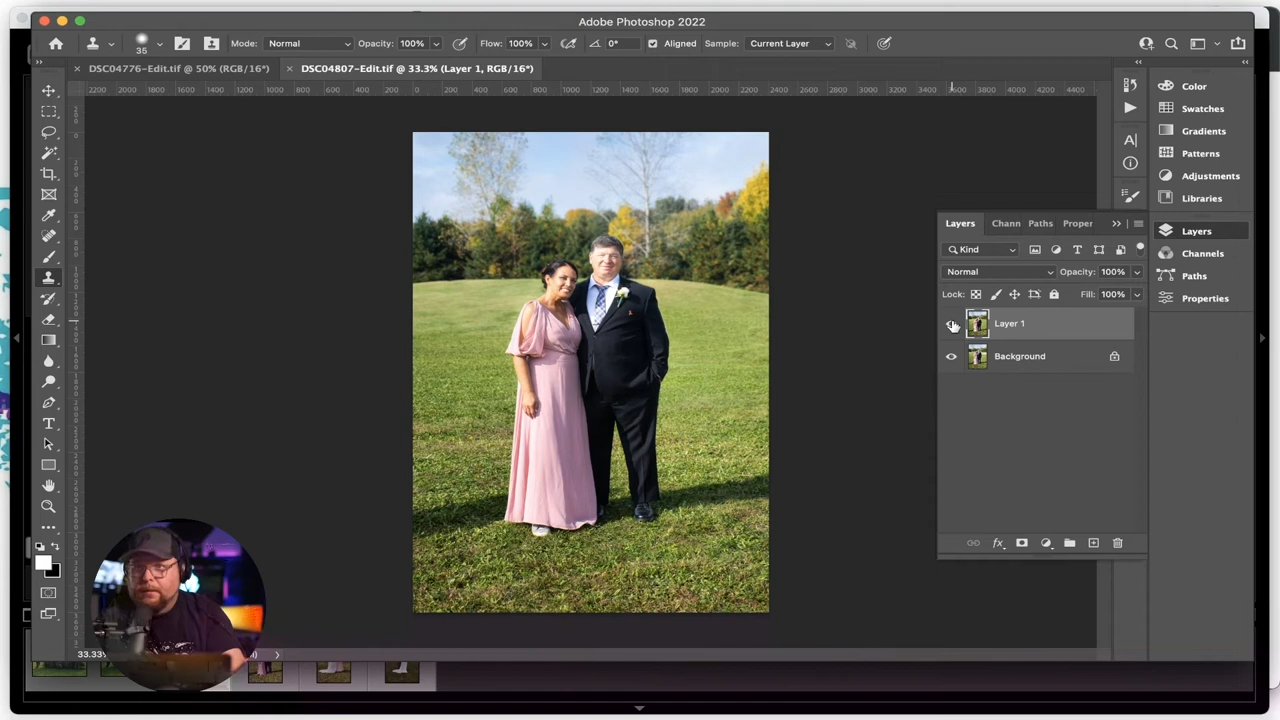 Adobe Photoshop 2022
35 Mode: Normal Opacity: 100% Flow: 100% 0° Aligned Sample: Current Layer
DSC04776-Edit.tif @ 50% (RGB/16*) DSC04807-Edit.tif @ 33.3% (Layer 1, RGB/16*)
2200 2000 1800 1600 1400 1200 1000 800 600 400 200 0 200 400 600 800 1000 1200 1400 1600 1800 2000 2200 2400 2600 2800 3000 3200 3400 3600 3800 4000 4200 4400
Color
Swatches
Gradients
Patterns
Adjustments
Libraries
Layers
Channels
Paths
Properties
Layers Chann Paths Proper
Kind
Normal Opacity: 100%
Lock: Fill: 100%
Layer 1
Background
fx
33.33%